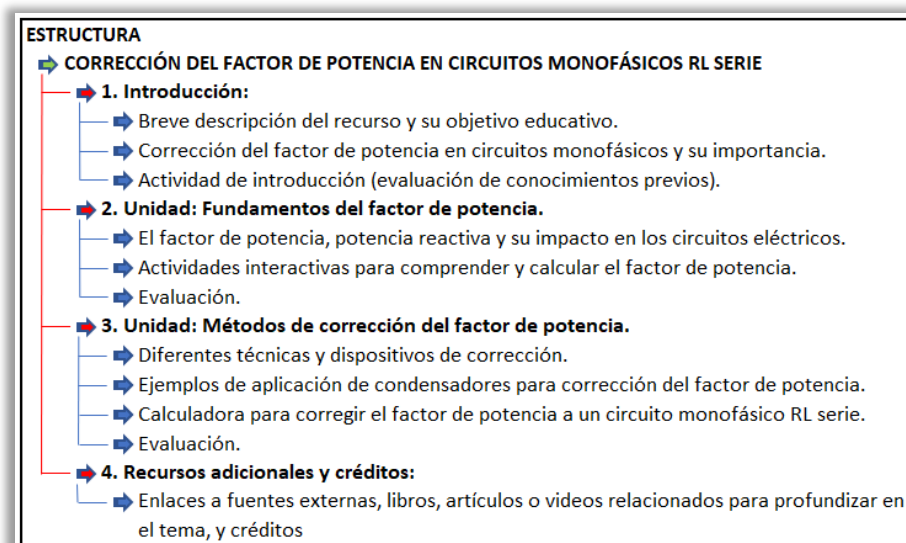 ESTRUCTURA
CORRECCIÓN DEL FACTOR DE POTENCIA EN CIRCUITOS MONOFÁSICOS RL SERIE
1. Introducción:
Breve descripción del recurso y su objetivo educativo.
Corrección del factor de potencia en circuitos monofásicos y su importancia.
Actividad de introducción (evaluación de conocimientos previos).
2. Unidad: Fundamentos del factor de potencia.
El factor de potencia, potencia reactiva y su impacto en los circuitos eléctricos.
Actividades interactivas para comprender y calcular el factor de potencia.
Evaluación.
3. Unidad: Métodos de corrección del factor de potencia.
Diferentes técnicas y dispositivos de corrección.
Ejemplos de aplicación de condensadores para corrección del factor de potencia.
Calculadora para corregir el factor de potencia a un circuito monofásico RL serie.
Evaluación.
4. Recursos adicionales y créditos:
Enlaces a fuentes externas, libros, artículos o videos relacionados para profundizar en
el tema, y créditos